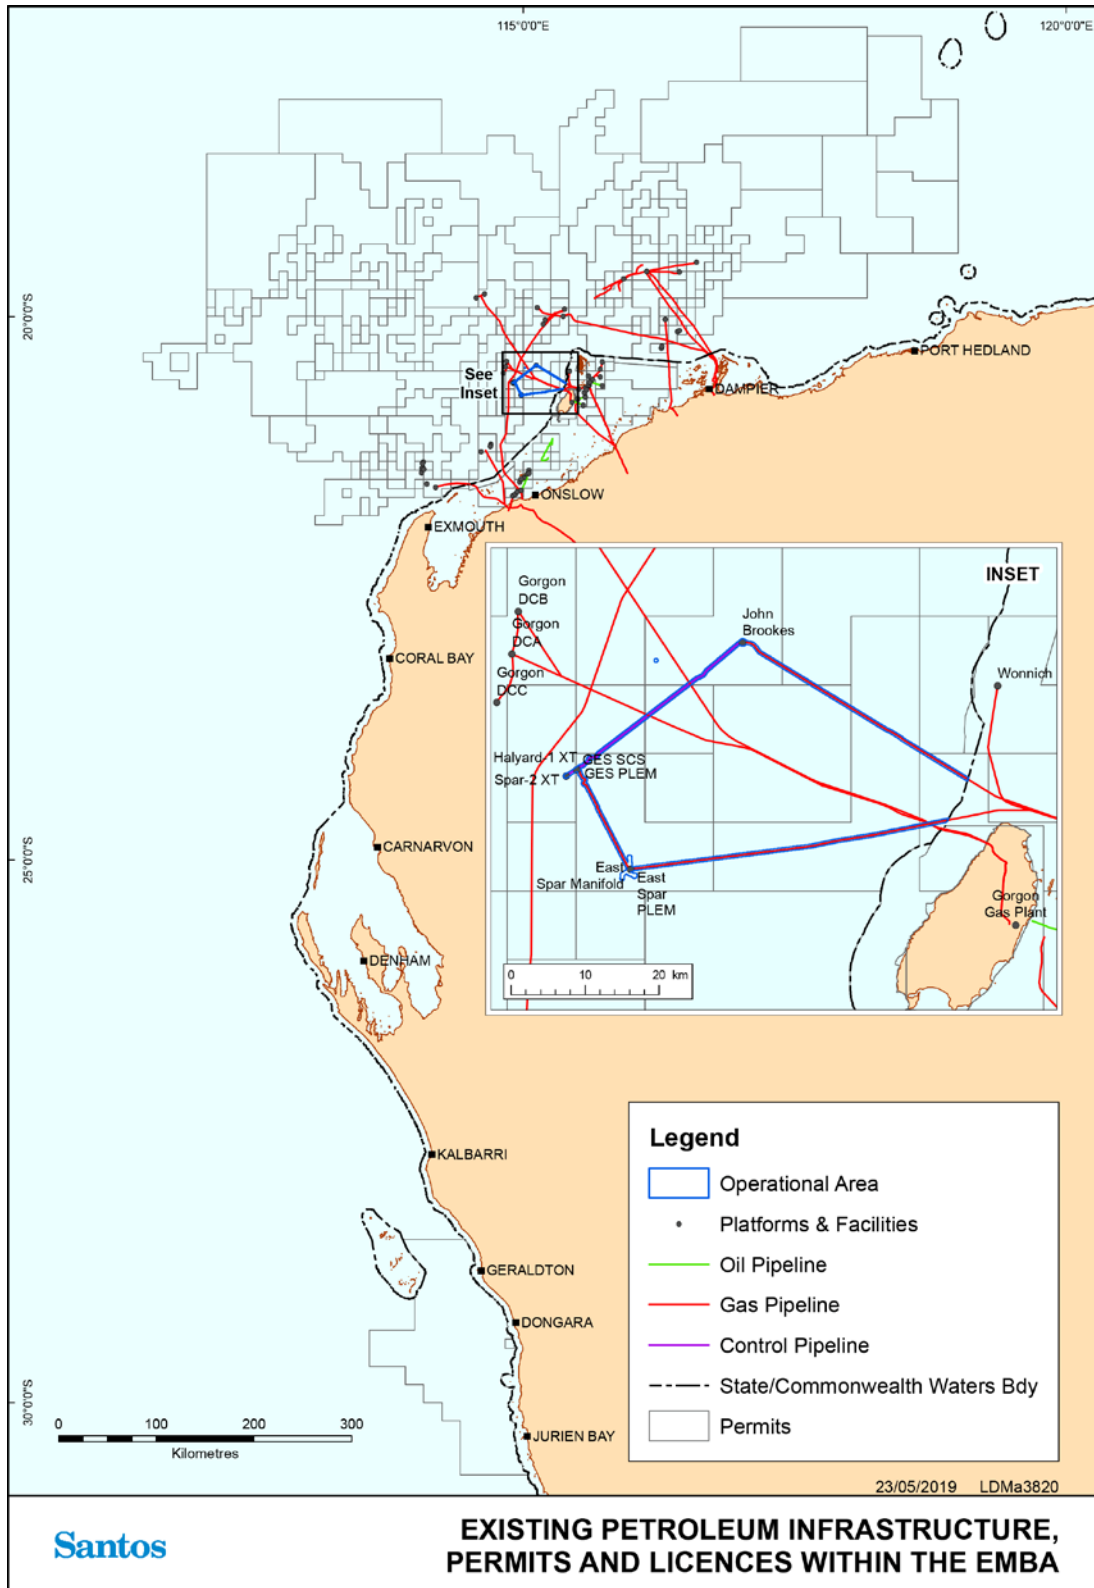 115°0'0"E
120°0'0"E
20°0'0"S
25°0'0"S
30°0'0"S
See
Inset
PORT HEDLAND
DAMPIER
ONSLOW
EXMOUTH
CORAL BAY
CARNARVON
DENHAM
KALBARRI
GERALDTON
DONGARA
JURIEN BAY
INSET
Gorgon
DCB
Gorgon
DCA
Gorgon
DCC
John
Brookes
Wonnich
Halyard-1 XT
GES SCS
GES PLEM
Spar-2 XT
East
Spar Manifold
East
Spar
PLEM
Gorgon
Gas Plant
0 10 20 km
Legend
Operational Area
Platforms & Facilities
Oil Pipeline
Gas Pipeline
Control Pipeline
State/Commonwealth Waters Bdy
Permits
0 100 200 300
Kilometres
23/05/2019 LDMa3820
Santos
EXISTING PETROLEUM INFRASTRUCTURE,
PERMITS AND LICENCES WITHIN THE EMBA